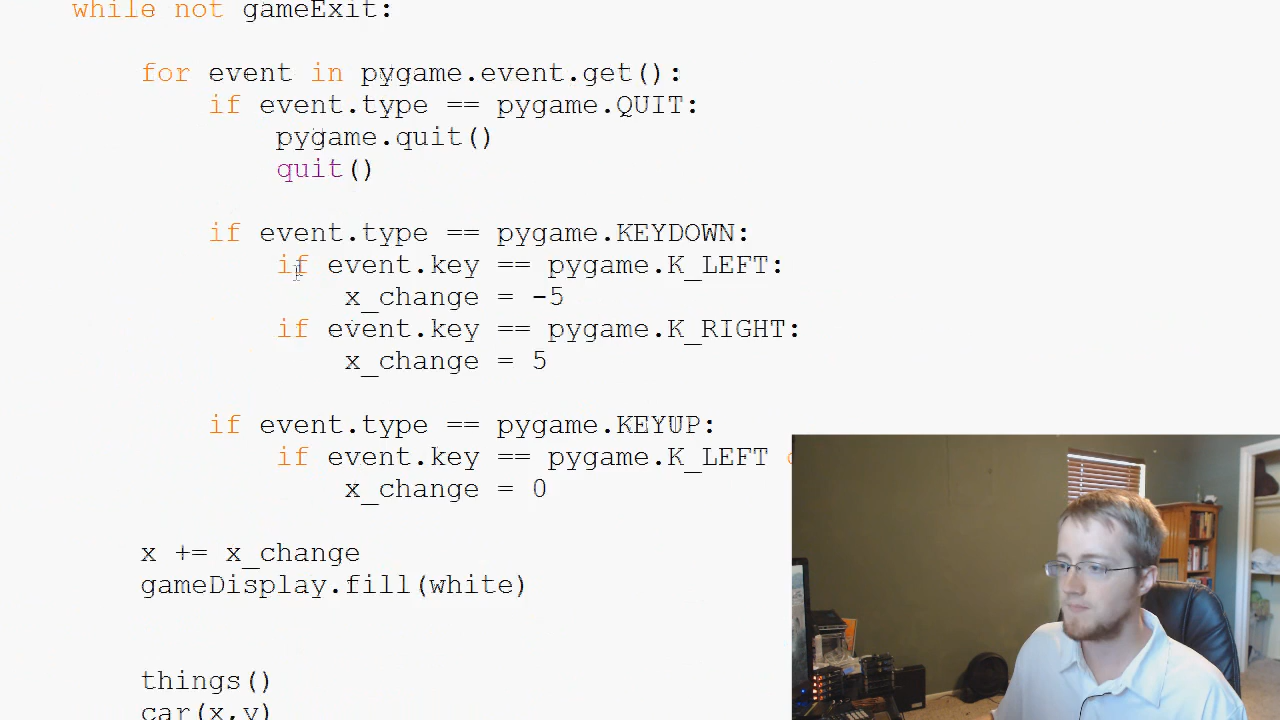 while not gameExit:
for event in pygame.event.get():
if event.type == pygame.QUIT:
pygame.quit()
quit()
if event.type == pygame.KEYDOWN:
if event.key == pygame.K_LEFT:
x_change = -5
if event.key == pygame.K_RIGHT:
x_change = 5
if event.type == pygame.KEYUP:
if event.key == pygame.K_LEFT
x_change = 0
x += x_change
gameDisplay.fill(white)
things()
car(x,y)